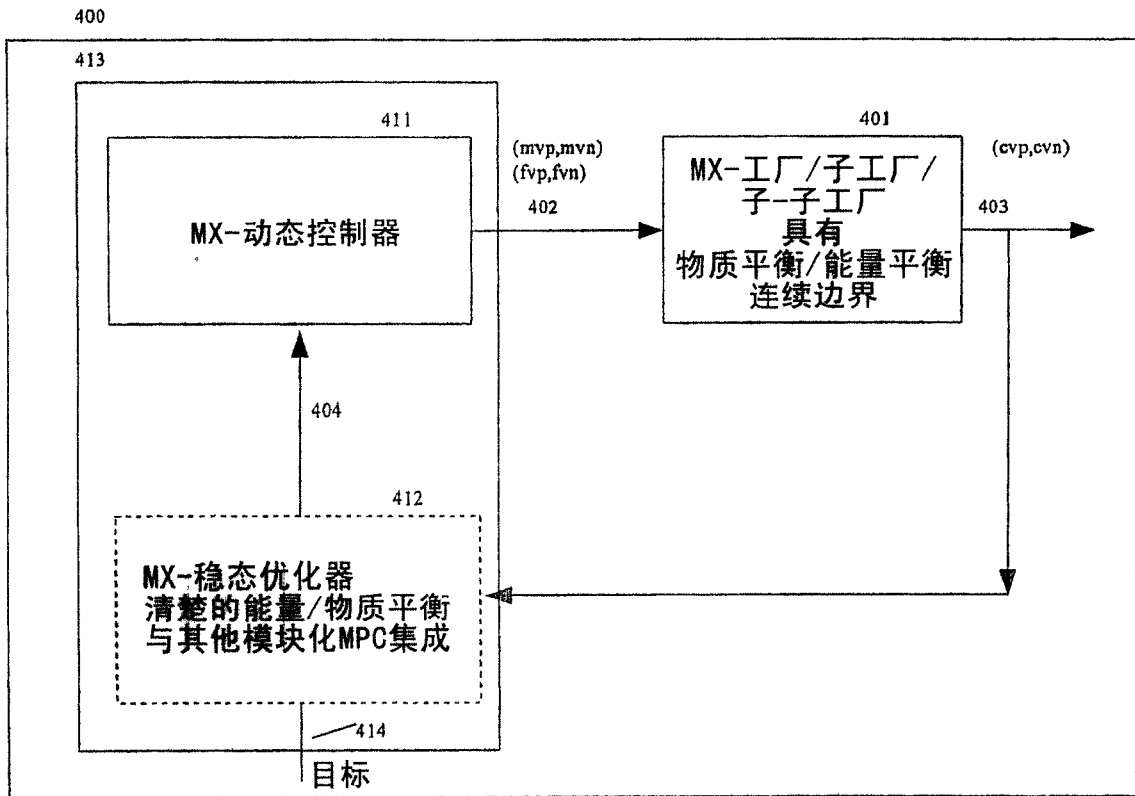 400
413
411
MX-动态控制器
(mvp,mvn)
(fvp,fvn)
402
401
MX-工厂/子工厂/
子-子工厂
具有
物质平衡/能量平衡
连续边界
(cvp,cvn)
403
404
412
MX-稳态优化器
清楚的能量/物质平衡
与其他模块化MPC集成
414
目标